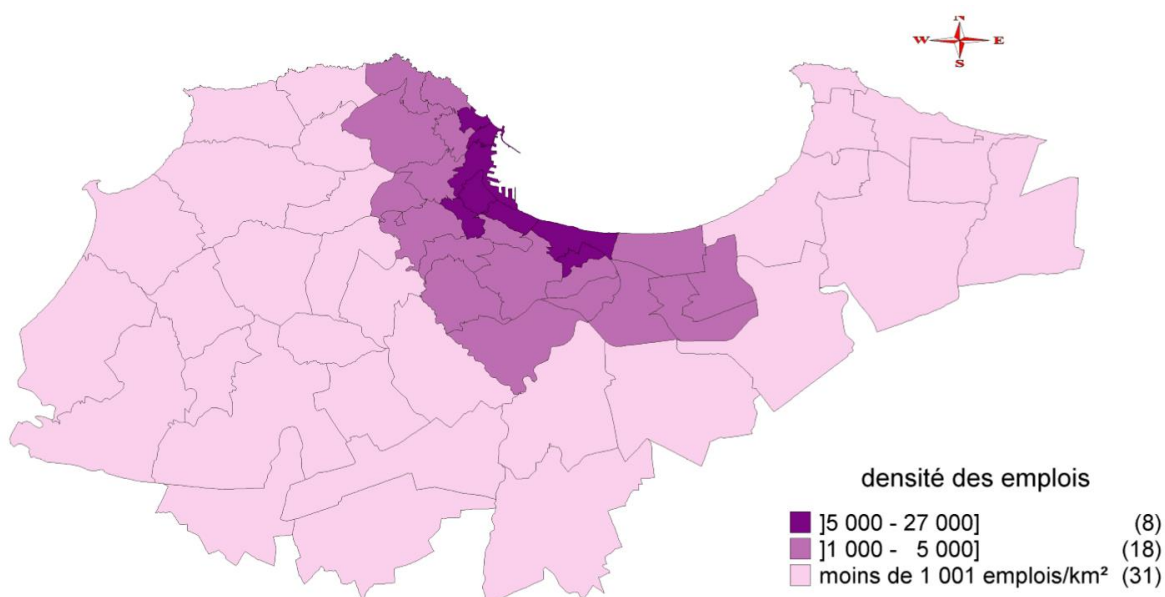 N
W E
S
densité des emplois
]5 000 - 27 000] (8)
]1 000 - 5 000] (18)
moins de 1 001 emplois/km² (31)